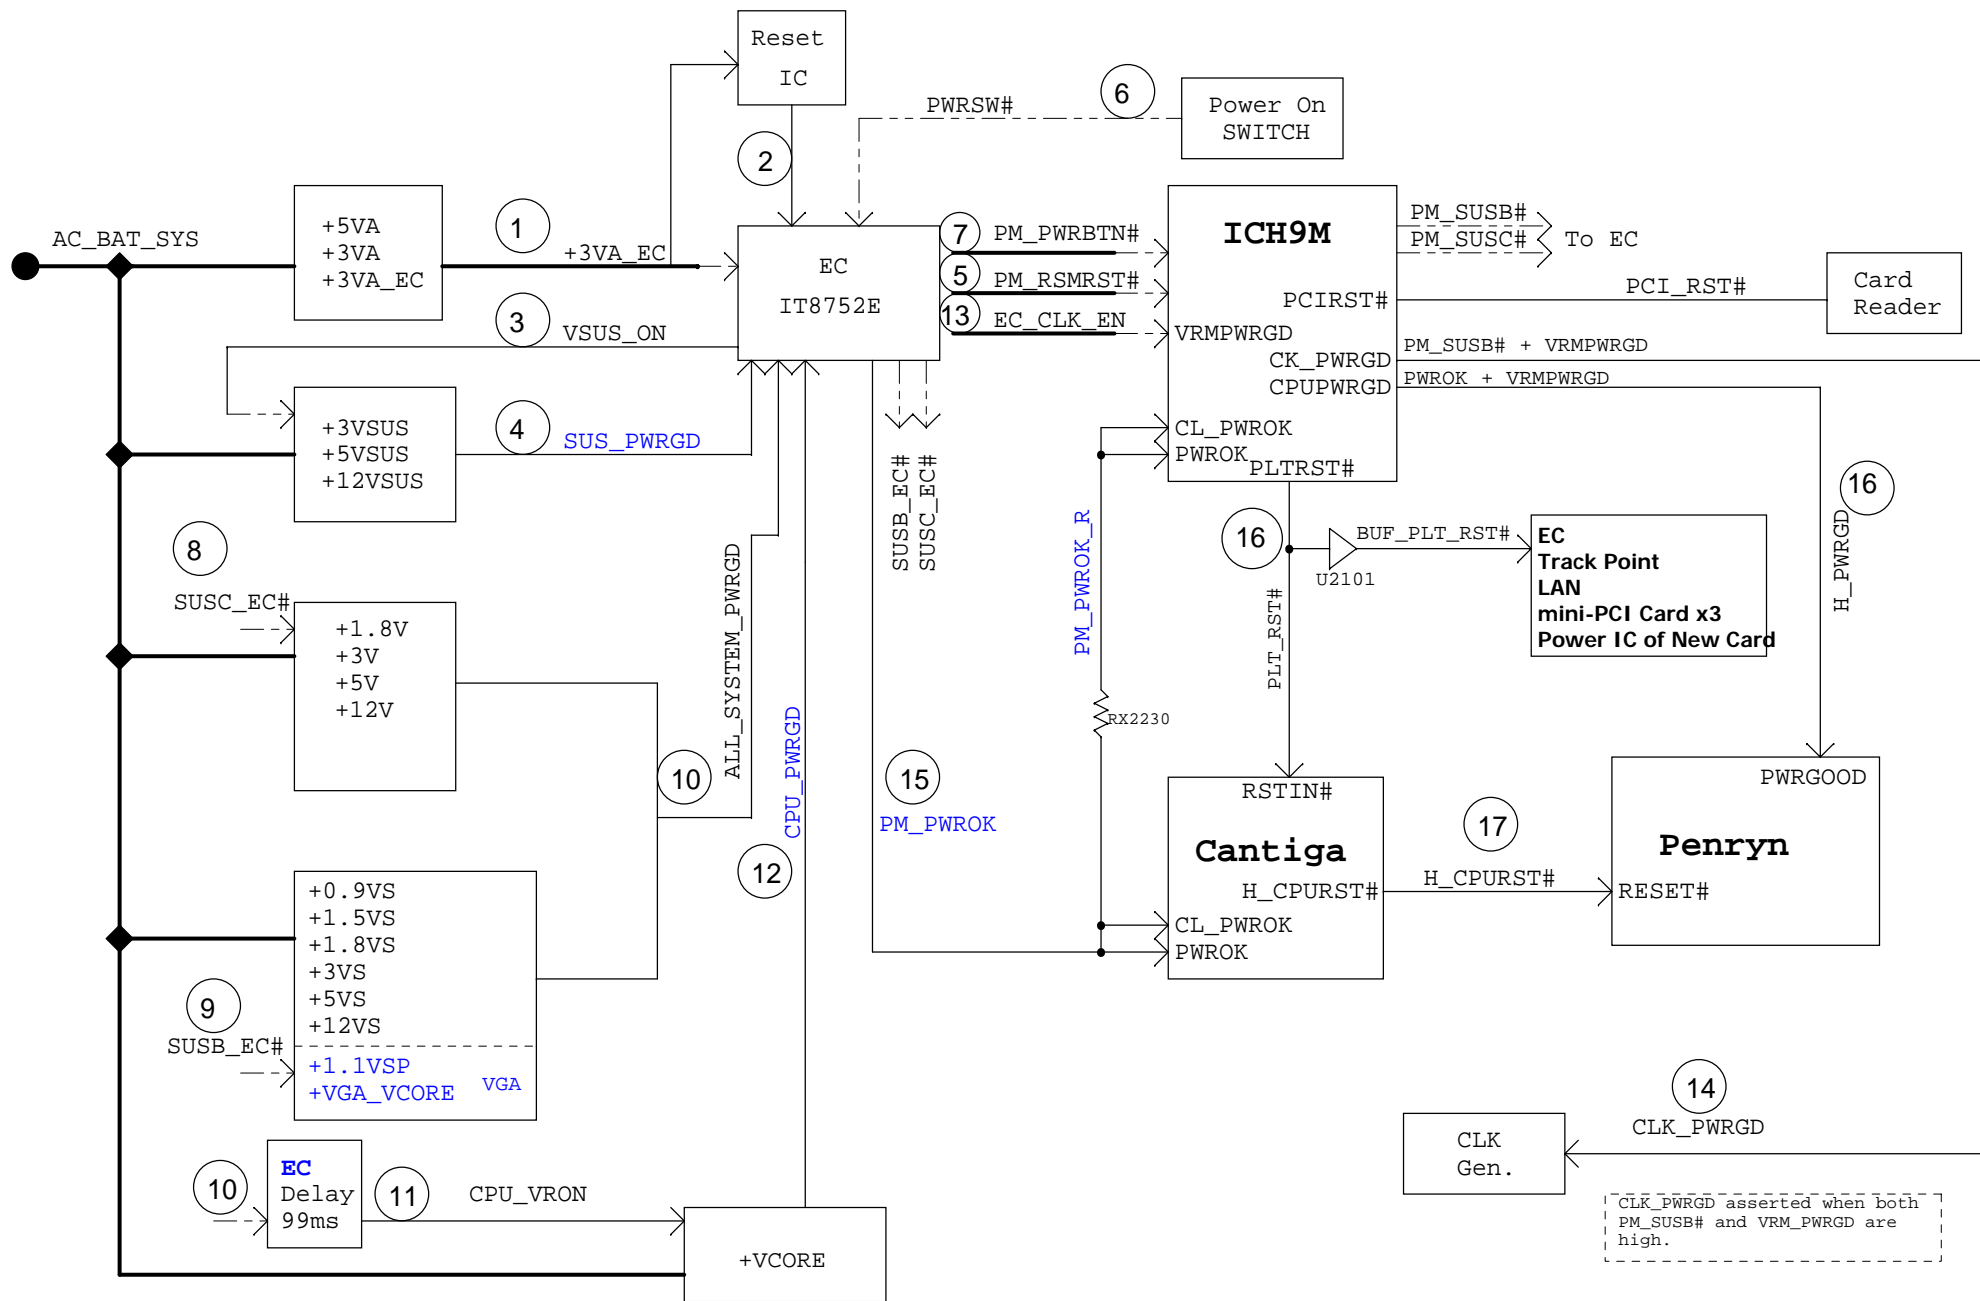 Reset
IC
6
PWRSW#
Power On
SWITCH
2
AC_BAT_SYS
+5VA
+3VA
+3VA_EC
1
+3VA_EC
EC
IT8752E
7
PM_PWRBTN#
5
PM_RSMRST#
13
EC_CLK_EN
ICH9M
PCIRST#
VRMPWRGD
CK_PWRGD
CPUPWRGD
CL_PWROK
PWROK
PLTRST#
PM_SUSB#
PM_SUSC#
To EC
PCI_RST#
Card
Reader
PM_SUSB# + VRMPWRGD
PWROK + VRMPWRGD
3
VSUS_ON
+3VSUS
+5VSUS
+12VSUS
4
SUS_PWRGD
SUSB_EC#
SUSC_EC#
16
BUF_PLT_RST#
U2101
EC
Track Point
LAN
mini-PCI Card x3
Power IC of New Card
16
H_PWRGD
8
SUSC_EC#
+1.8V
+3V
+5V
+12V
ALL_SYSTEM_PWRGD
10
CPU_PWRGD
12
15
PM_PWROK
PM_PWROK_R
RX2230
PLT_RST#
RSTIN#
Cantiga
H_CPURST#
CL_PWROK
PWROK
17
H_CPURST#
PWRGOOD
Penryn
RESET#
+0.9VS
+1.5VS
+1.8VS
+3VS
+5VS
+12VS
9
SUSB_EC#
+1.1VSP
+VGA_VCORE
VGA
10
EC
Delay
99ms
11
CPU_VRON
+VCORE
CLK
Gen.
14
CLK_PWRGD
CLK_PWRGD asserted when both
PM_SUSB# and VRM_PWRGD are
high.